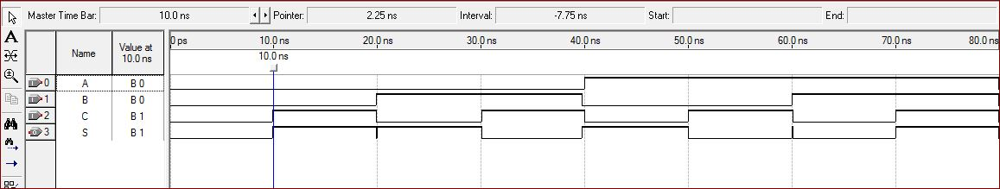 Master Time Bar: 10.0 ns Pointer: 2.25 ns Interval: -7.75 ns Start: End:
A
Name Value at 10.0 ns 0 ps 10.0 ns 20.0 ns 30.0 ns 40.0 ns 50.0 ns 60.0 ns 70.0 ns 80.0 ns
10.0 ns
0 A B 0
1 B B 0
2 C B 1
3 S B 1